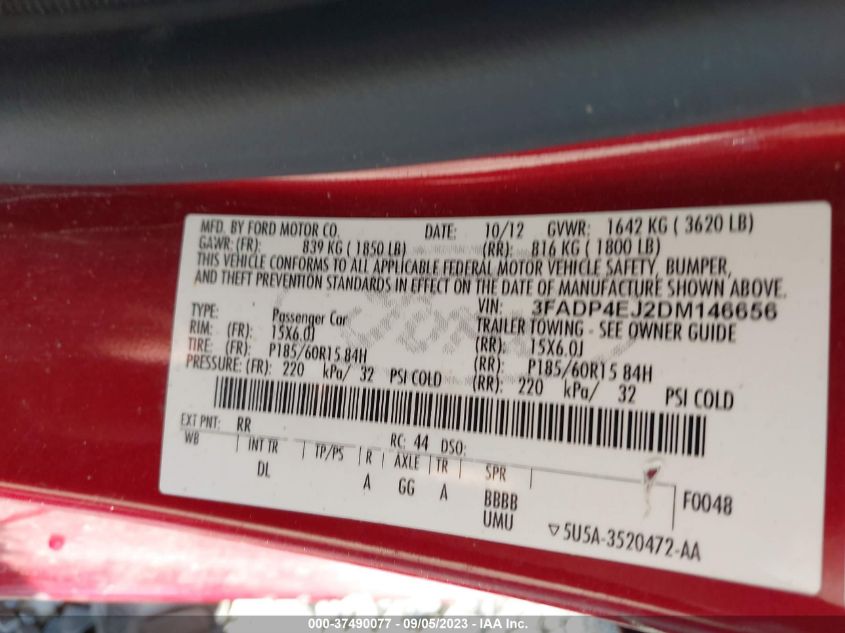 MFD. BY FORD MOTOR CO. DATE: 10/12 GVWR: 1642 KG ( 3620 LB)
GAWR: (FR): 839 KG ( 1850 LB) (RR): 816 KG ( 1800 LB)
THIS VEHICLE CONFORMS TO ALL APPLICABLE FEDERAL MOTOR VEHICLE SAFETY, BUMPER,
AND THEFT PREVENTION STANDARDS IN EFFECT ON THE DATE OF MANUFACTURE SHOWN ABOVE.
VIN: 3FADP4EJ2DM146656
TYPE: Passenger Car TRAILER TOWING - SEE OWNER GUIDE
RIM: (FR): 15X6.0J (RR): 15X6.0J
TIRE: (FR): P185/60R15 84H (RR): P185/60R15 84H
PRESSURE: (FR): 220 kPa/ 32 PSI COLD (RR): 220 kPa/ 32 PSI COLD
EXT PNT: RR RC: 44 DSO:
WB INT TR TP/PS R AXLE TR SPR
DL A GG A BBBB F0048
UMU ▽5U5A-3520472-AA
000-37490077 - 09/05/2023 - IAA Inc.